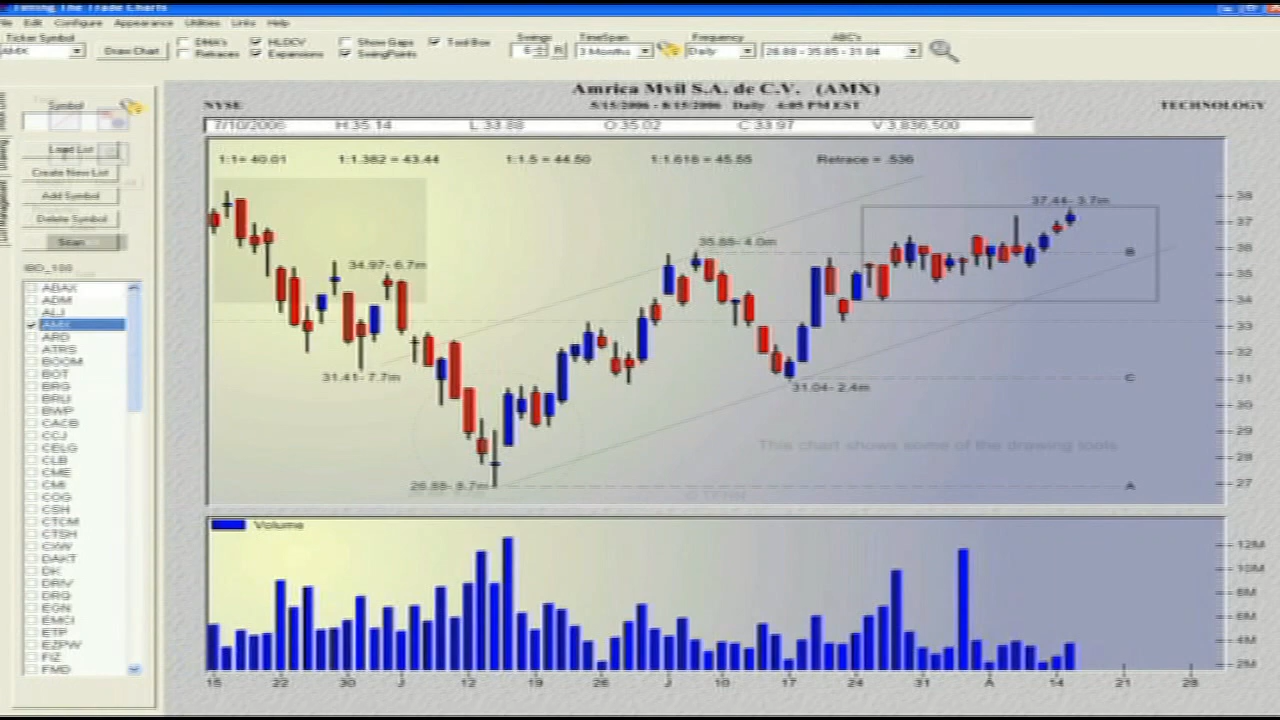 Timing The Trade Charts
Edit Configure Appearance Utilities Links Help
Ticker Symbol
AMX
Draw Chart
DMA's
Retraces
HLOCV
Expansions
Show Gaps
SwingPoints
Tool Box
Swings
6
R
TimeSpan
3 Months
Frequency
Daily
ABC's
26.88 - 35.85 - 31.04
Amrica Mvil S.A. de C.V. (AMX)
NYSE
5/15/2006 - 8/15/2006 Daily 4:05 PM EST
TECHNOLOGY
7/10/2006 H:35.14 L:33.88 O:35.02 C:33.97 V:3,836,500
1:1= 40.01 1:1.382 = 43.44 1:1.5 = 44.50 1:1.618 = 45.55 Retrace = .536
Symbol
Load List
Create New List
Add Symbol
Delete Symbol
Scan
IBD_100
ABAX
ADM
ALJ
AMX
ARD
ATRS
BOOM
BOT
BRG
BRU
BWP
CACB
CCJ
CELG
CLB
CME
CMI
COG
CSH
CTCM
CTSH
CXW
DAKT
DK
DRIV
DRQ
EGN
EMCI
ETP
EZPW
FIZ
FMD
37.44- 3.7m
35.85- 4.0m
34.97- 6.7m
31.41- 7.7m
31.04- 2.4m
26.88- 8.7m
B
C
A
This chart shows some of the drawing tools
38
37
36
35
34
33
32
31
30
29
28
27
Volume
12M
10M
8M
6M
4M
2M
15 22 30 J 12 19 26 J 10 17 24 31 A 14 21 28